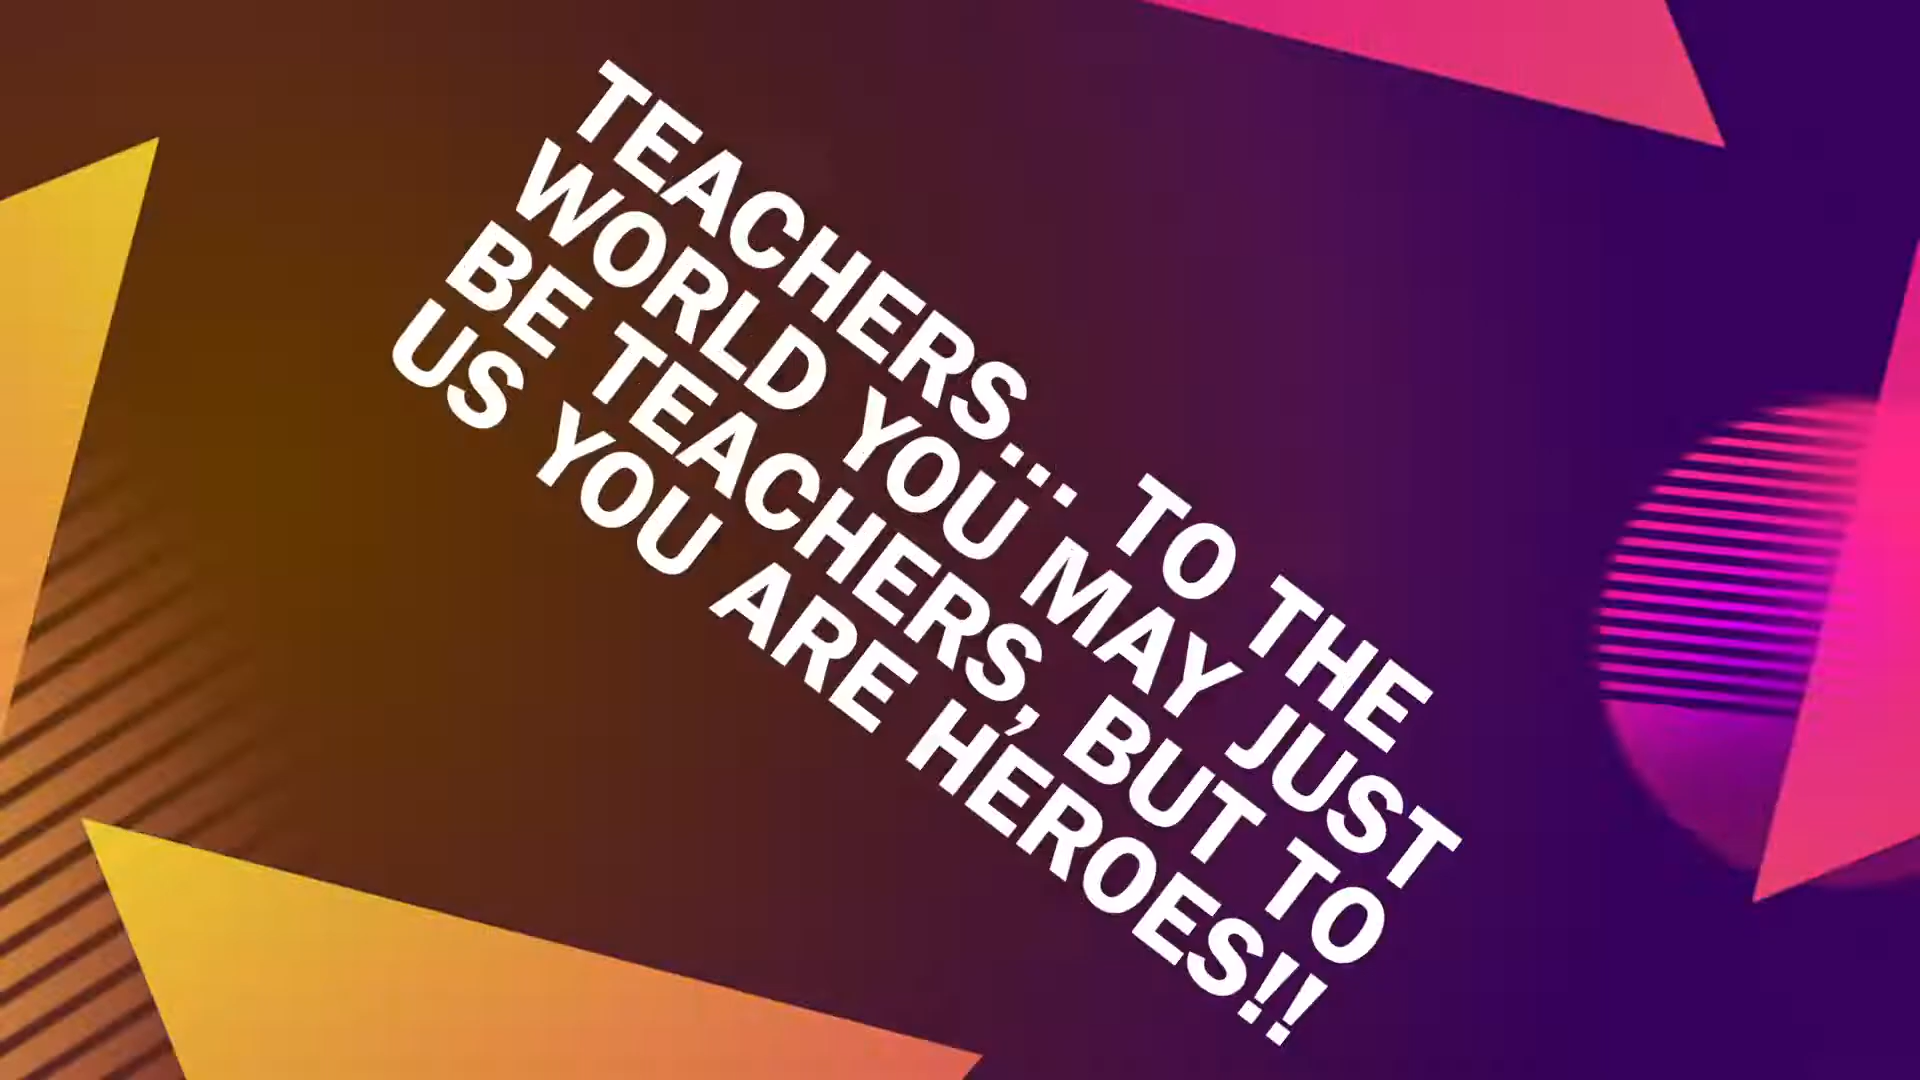 TEACHERS... TO THE
WORLD YOU MAY JUST
BE TEACHERS, BUT TO
US YOU ARE HEROES!!